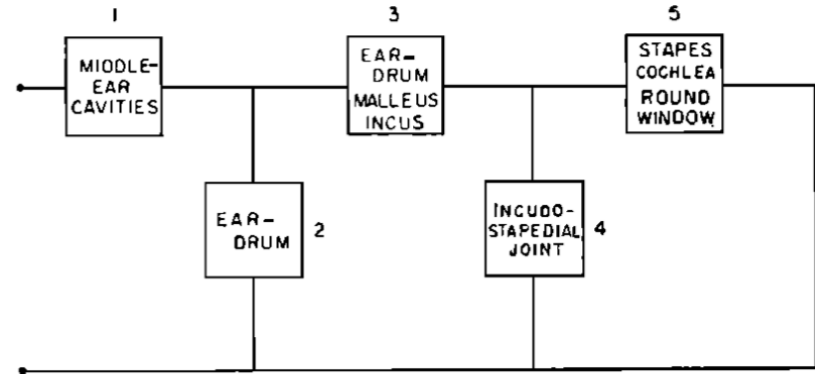 1
3
5
MIDDLE-
EAR
CAVITIES
EAR-
DRUM
MALLEUS
INCUS
STAPES
COCHLEA
ROUND
WINDOW
EAR-
DRUM
2
INCUDO-
STAPEDIAL
JOINT
4